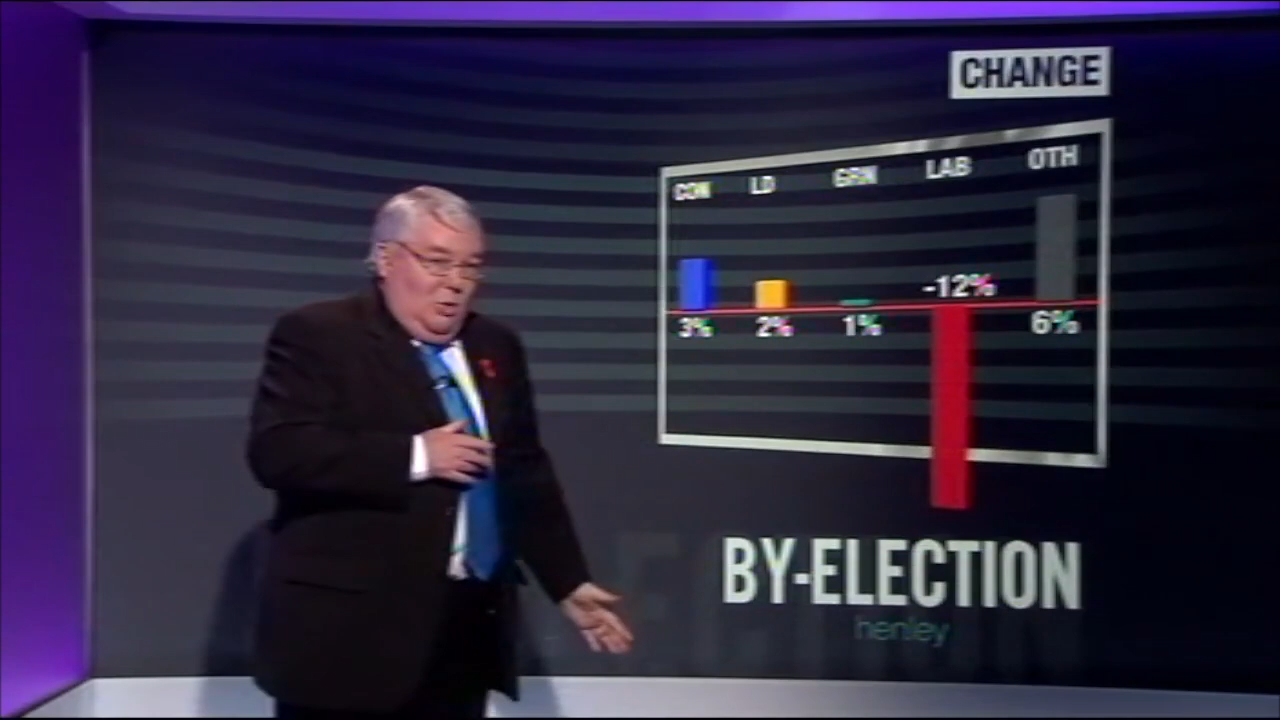 CHANGE
CON LD GRN LAB OTH
-12%
3% 2% 1% 6%
BY-ELECTION
henley